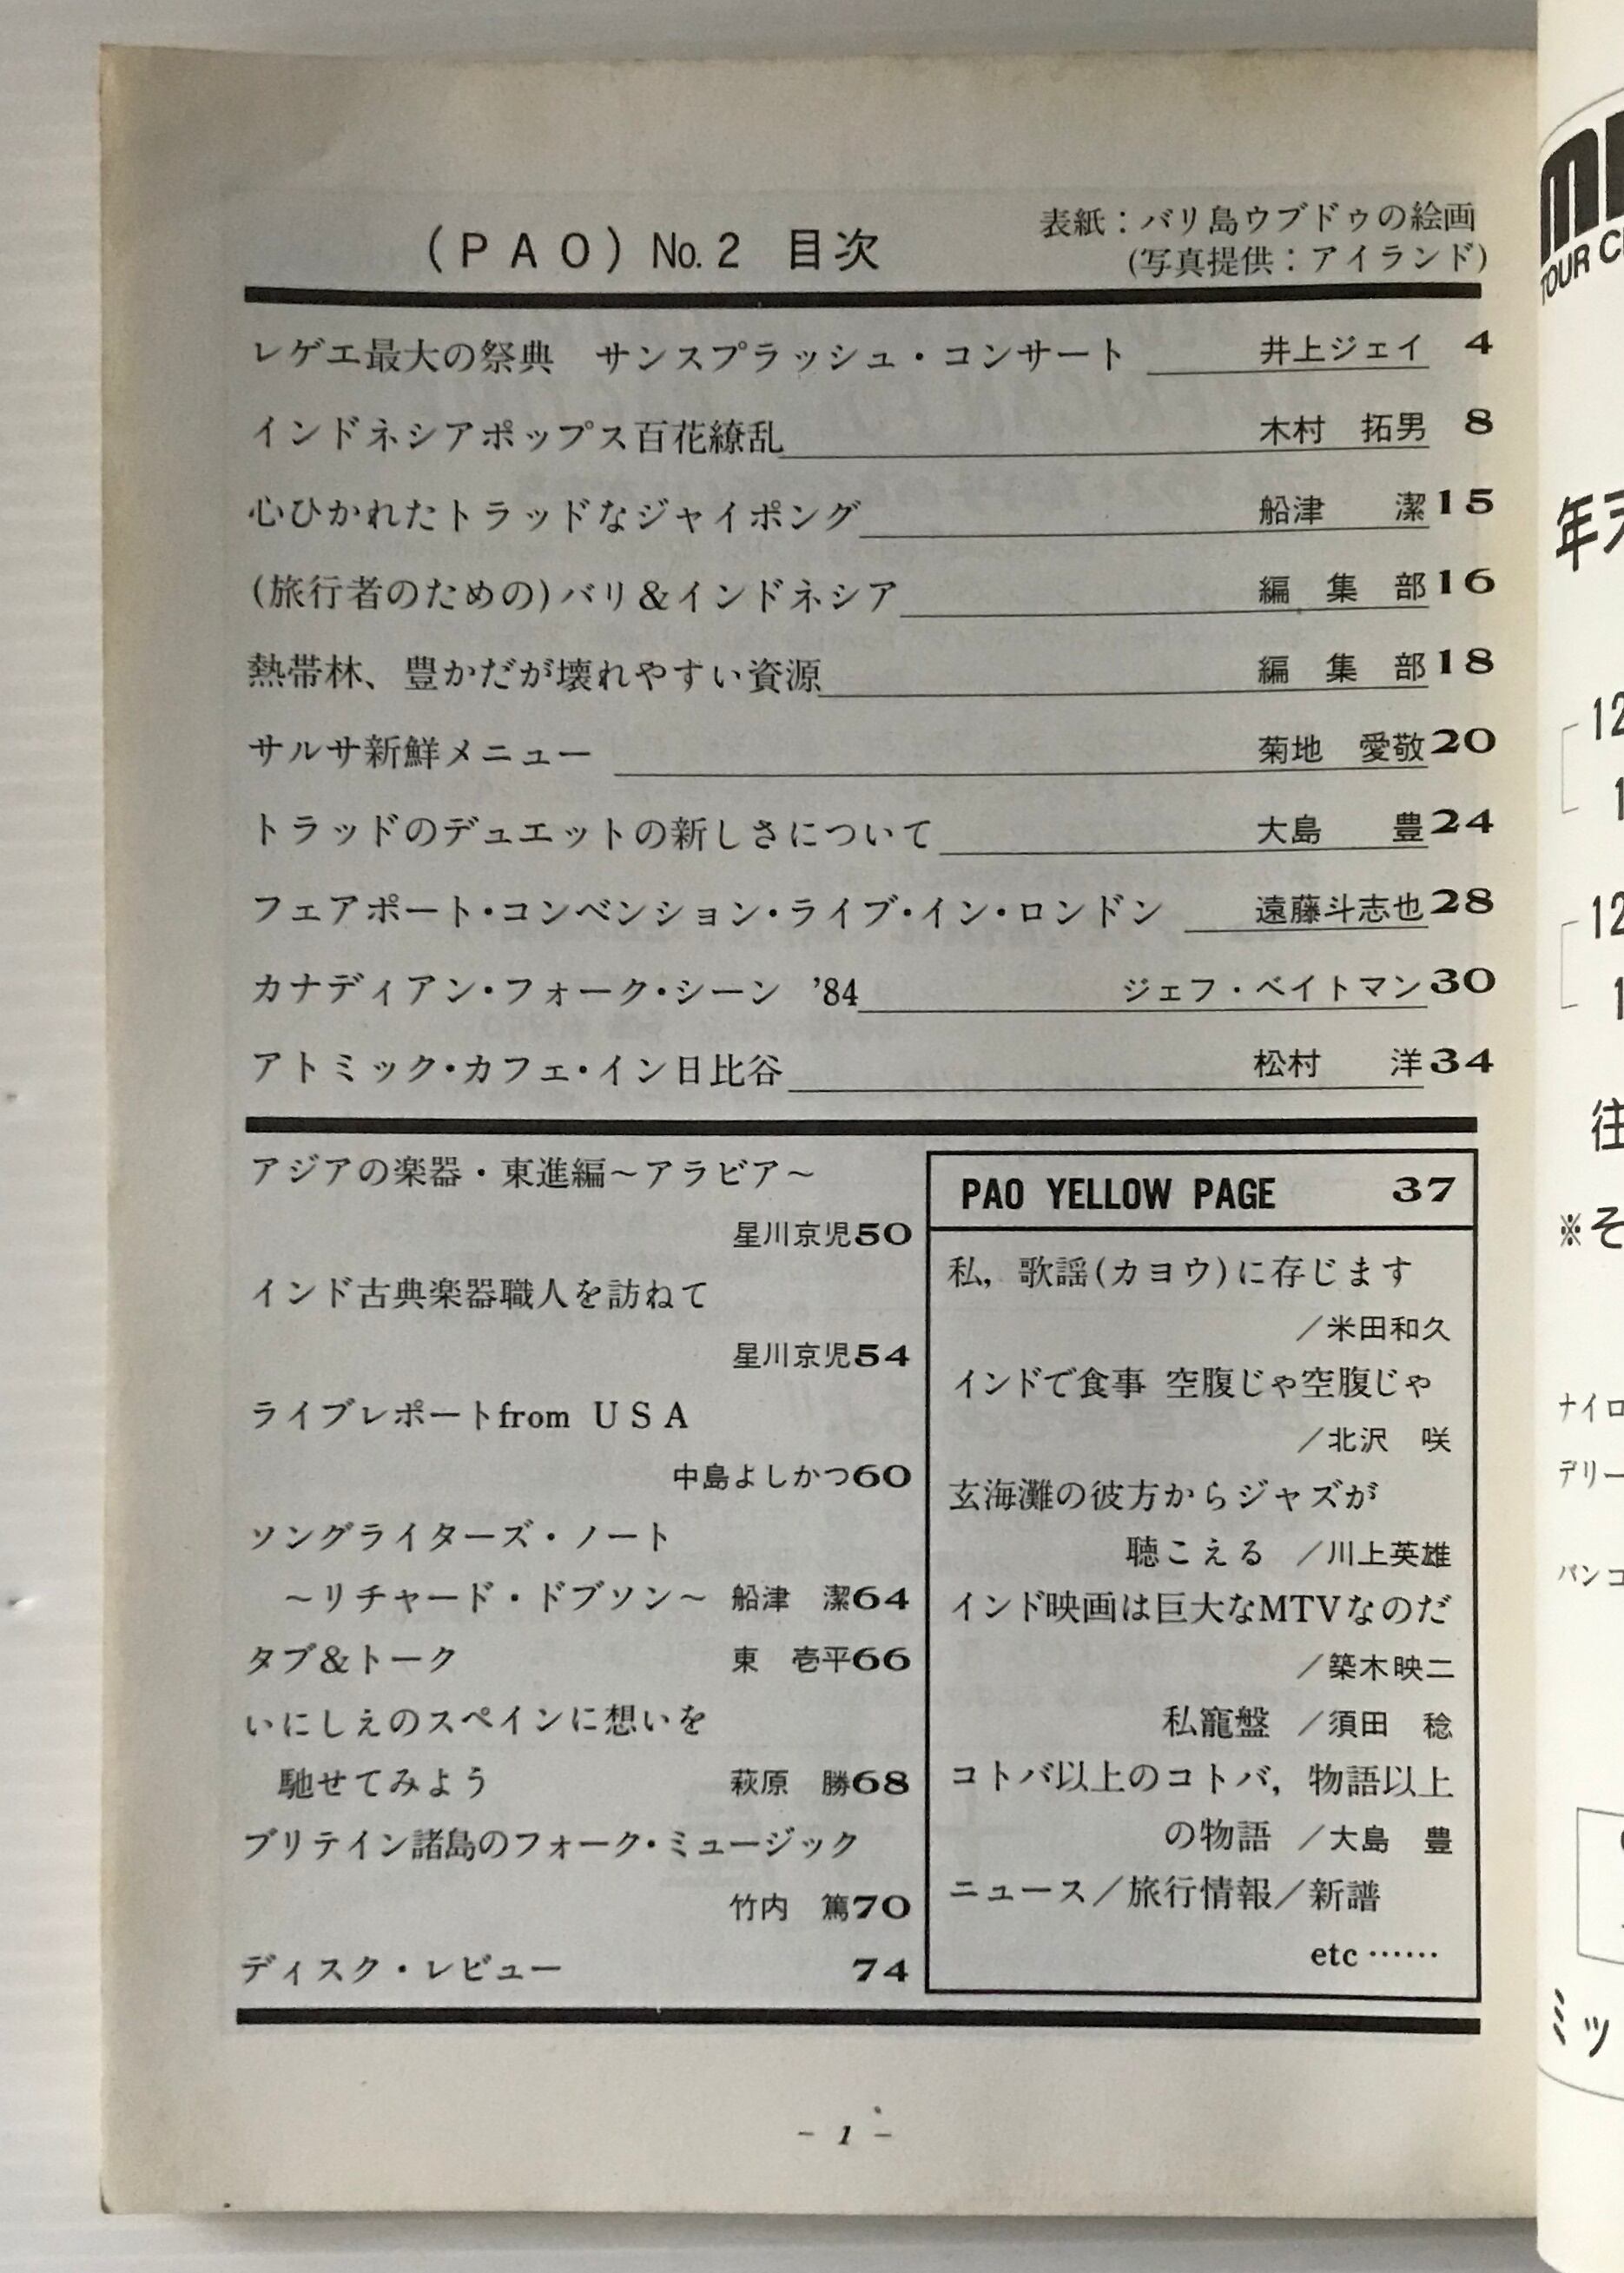 (PAO) No.2 目次
表紙：バリ島ウブドゥの絵画
(写真提供：アイランド)
レゲエ最大の祭典 サンスプラッシュ・コンサート 井上ジェイ 4
インドネシアポップス百花繚乱 木村 拓男 8
心ひかれたトラッドなジャイポング 船津 潔 15
(旅行者のための)バリ&インドネシア 編集部 16
熱帯林、豊かだが壊れやすい資源 編集部 18
サルサ新鮮メニュー 菊地 愛敬 20
トラッドのデュエットの新しさについて 大島 豊 24
フェアポート・コンベンション・ライブ・イン・ロンドン 遠藤斗志也 28
カナディアン・フォーク・シーン '84 ジェフ・ベイトマン 30
アトミック・カフェ・イン日比谷 松村 洋 34
アジアの楽器・東進編〜アラビア〜
星川京児 50
インド古典楽器職人を訪ねて
星川京児 54
ライブレポートfrom USA
中島よしかつ 60
ソングライターズ・ノート
〜リチャード・ドブソン〜 船津 潔 64
タブ&トーク 東 壱平 66
いにしえのスペインに想いを
馳せてみよう 萩原 勝 68
ブリテイン諸島のフォーク・ミュージック
竹内 篤 70
ディスク・レビュー 74
PAO YELLOW PAGE 37
私, 歌謡(カヨウ)に存じます
／米田和久
インドで食事 空腹じゃ空腹じゃ
／北沢 咲
玄海灘の彼方からジャズが
聴こえる ／川上英雄
インド映画は巨大なMTVなのだ
／築木映二
私寵盤 ／須田 稔
コトバ以上のコトバ, 物語以上
の物語 ／大島 豊
ニュース／旅行情報／新譜
etc……
- 1 -
TOUR
年末
12
1
12
1
往
※そ
ナイロ
デリー
バンコ
ミッ